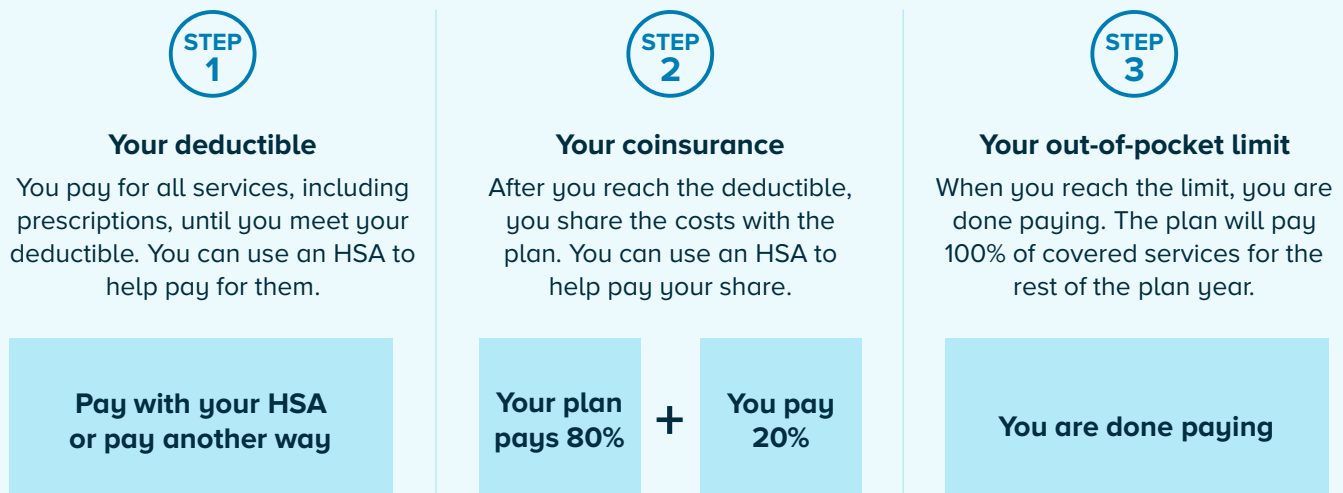 STEP
1
Your deductible
You pay for all services, including
prescriptions, until you meet your
deductible. You can use an HSA to
help pay for them.
Pay with your HSA
or pay another way
STEP
2
Your coinsurance
After you reach the deductible,
you share the costs with the
plan. You can use an HSA to
help pay your share.
Your plan
pays 80%
+
You pay
20%
STEP
3
Your out-of-pocket limit
When you reach the limit, you are
done paying. The plan will pay
100% of covered services for the
rest of the plan year.
You are done paying